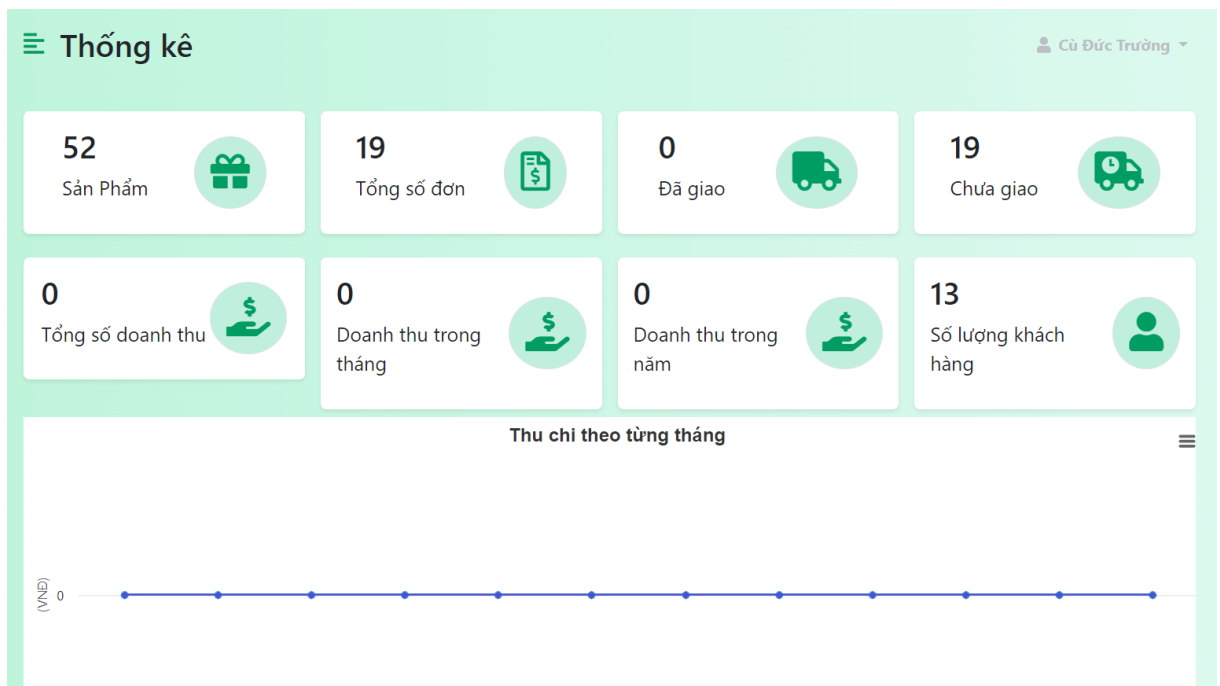 Thống kê
Cù Đức Trường
52
Sản Phẩm
19
Tổng số đơn
0
Đã giao
19
Chưa giao
0
Tổng số doanh thu
0
Doanh thu trong
tháng
0
Doanh thu trong
năm
13
Số lượng khách
hàng
Thu chi theo từng tháng
(VNĐ)
0